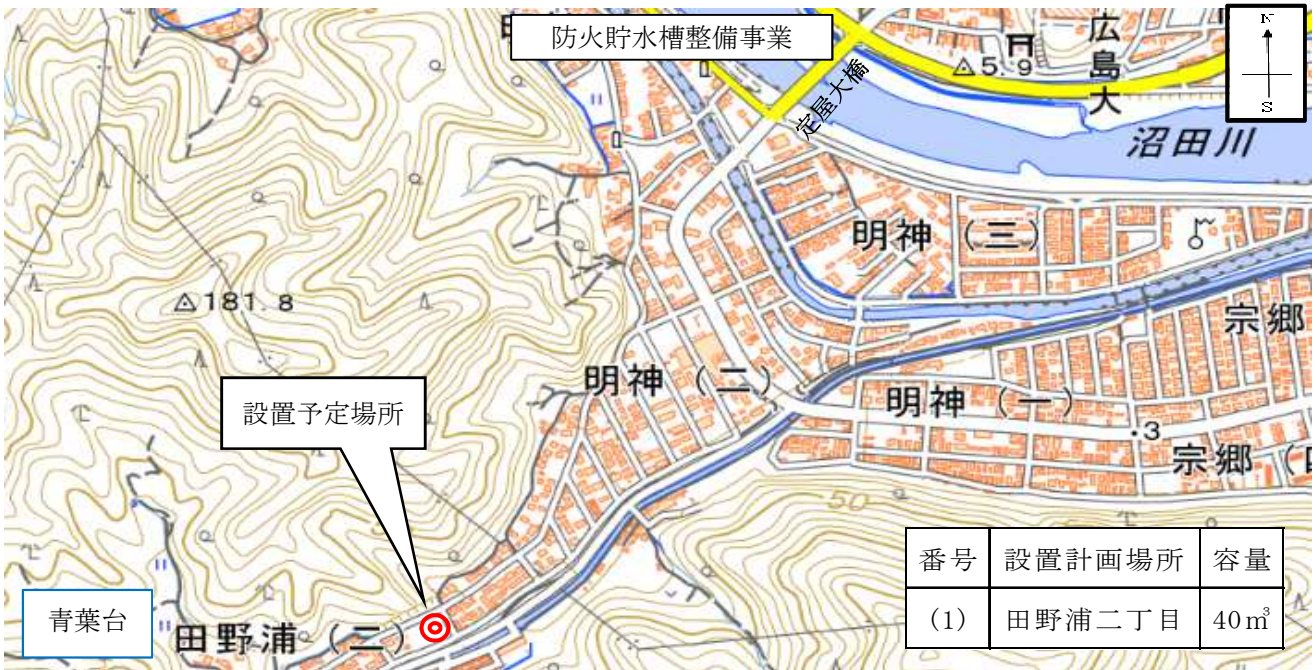 防火貯水槽整備事業
N
S
広島大
5.9
定屋大橋
沼田川
明神(三)
181.8
宗郷
明神(二)
明神(一)
設置予定場所
3
宗郷
50
青葉台
田野浦(二)
番号 設置計画場所 容量
(1) 田野浦二丁目 40㎥